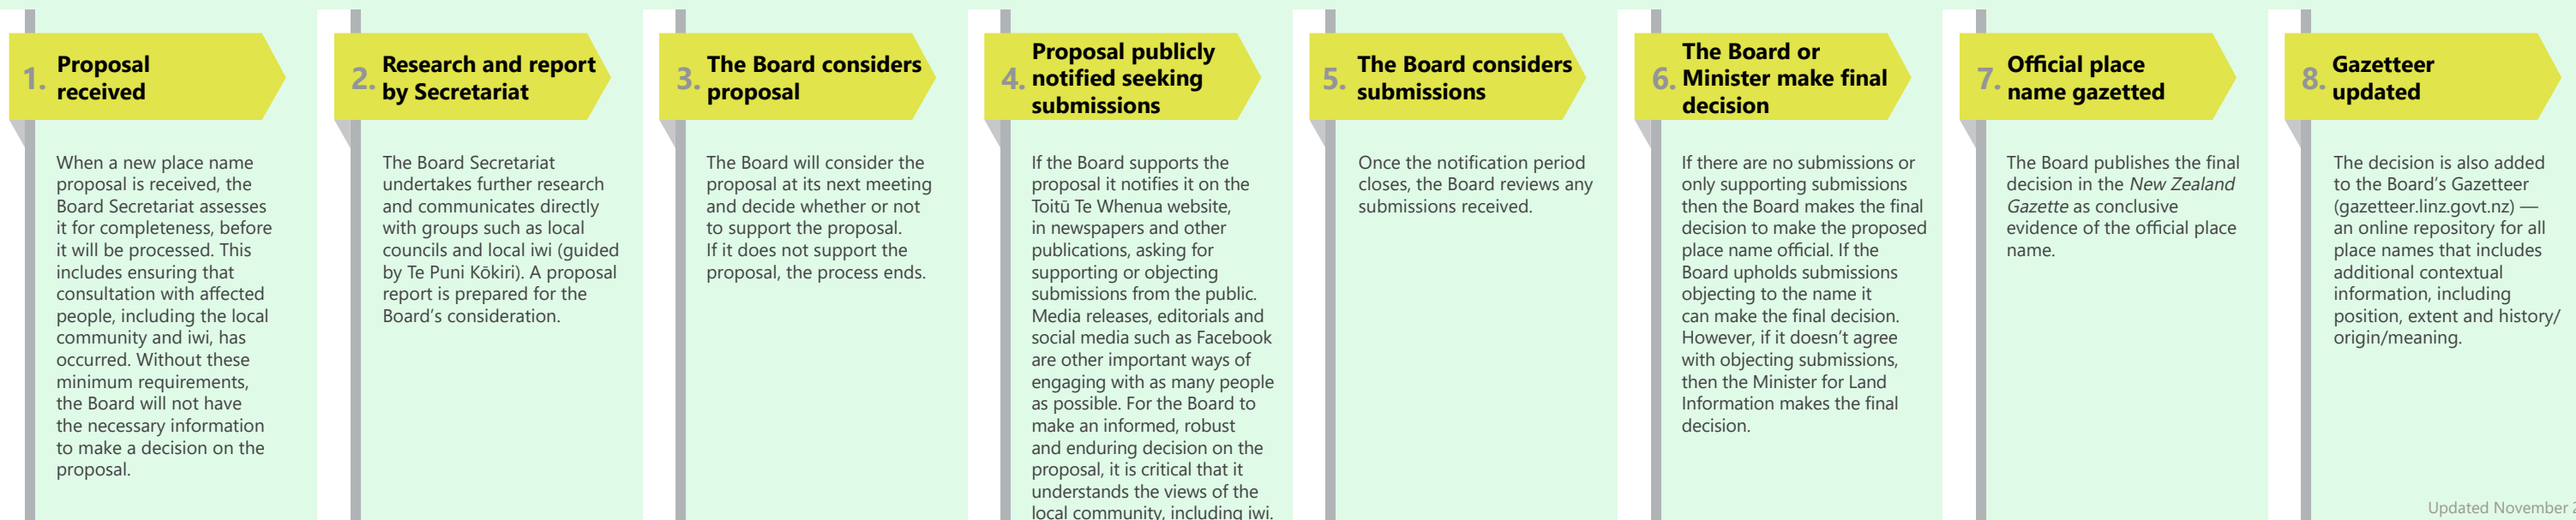 1. Proposal
received
When a new place name
proposal is received, the
Board Secretariat assesses
it for completeness, before
it will be processed. This
includes ensuring that
consultation with affected
people, including the local
community and iwi, has
occurred. Without these
minimum requirements,
the Board will not have
the necessary information
to make a decision on the
proposal.
2. Research and report
by Secretariat
The Board Secretariat
undertakes further research
and communicates directly
with groups such as local
councils and local iwi (guided
by Te Puni Kōkiri). A proposal
report is prepared for the
Board’s consideration.
3. The Board considers
proposal
The Board will consider the
proposal at its next meeting
and decide whether or not
to support the proposal.
If it does not support the
proposal, the process ends.
4. Proposal publicly
notified seeking
submissions
If the Board supports the
proposal it notifies it on the
Toitū Te Whenua website,
in newspapers and other
publications, asking for
supporting or objecting
submissions from the public.
Media releases, editorials and
social media such as Facebook
are other important ways of
engaging with as many people
as possible. For the Board to
make an informed, robust
and enduring decision on the
proposal, it is critical that it
understands the views of the
local community, including iwi.
5. The Board considers
submissions
Once the notification period
closes, the Board reviews any
submissions received.
6. The Board or
Minister make final
decision
If there are no submissions or
only supporting submissions
then the Board makes the final
decision to make the proposed
place name official. If the
Board upholds submissions
objecting to the name it
can make the final decision.
However, if it doesn’t agree
with objecting submissions,
then the Minister for Land
Information makes the final
decision.
7. Official place
name gazetted
The Board publishes the final
decision in the New Zealand
Gazette as conclusive
evidence of the official place
name.
8. Gazetteer
updated
The decision is also added
to the Board’s Gazetteer
(gazetteer.linz.govt.nz) —
an online repository for all
place names that includes
additional contextual
information, including
position, extent and history/
origin/meaning.
Updated November